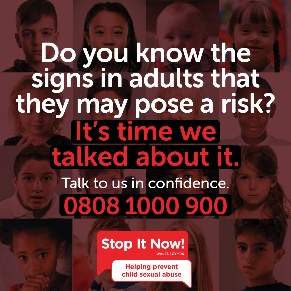 Do you know the
signs in adults that
they may pose a risk?
It's time we
talked about it.
Talk to us in confidence.
0808 1000 900
Stop It Now!
Helping prevent
child sexual abuse